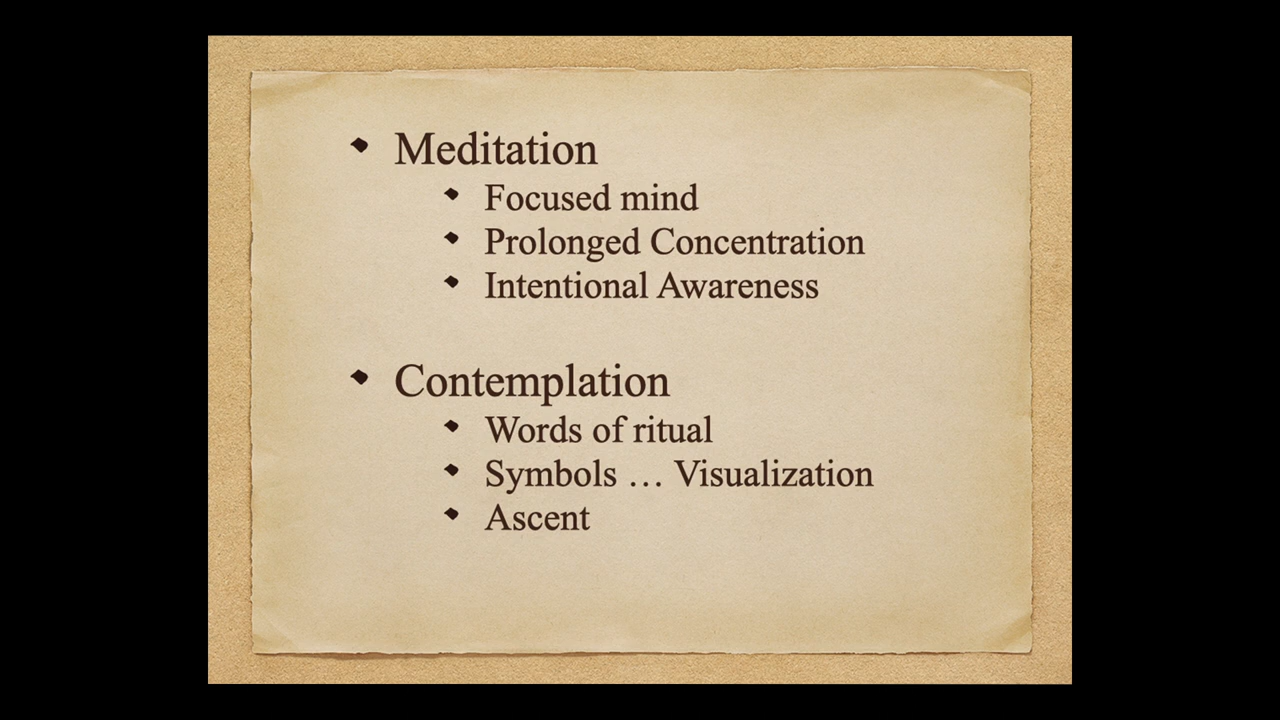 Meditation
Focused mind
Prolonged Concentration
Intentional Awareness
Contemplation
Words of ritual
Symbols … Visualization
Ascent